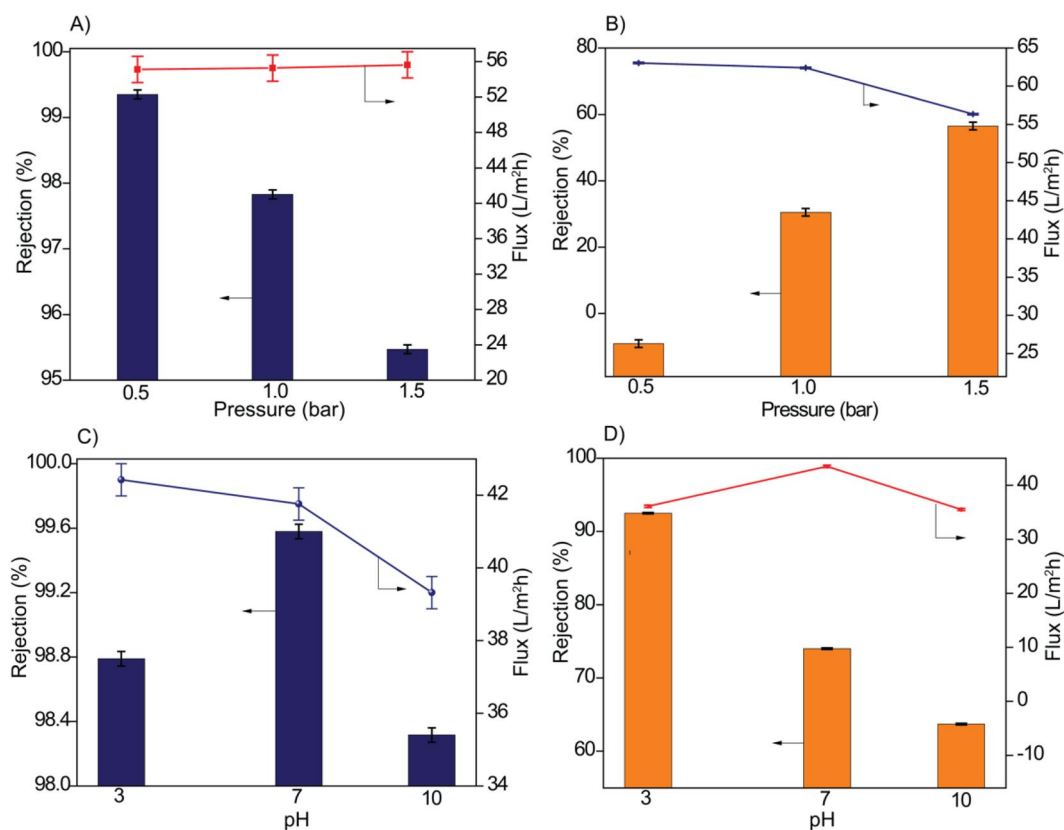 A)
100
99
98
97
96
95
Rejection (%)
56
52
48
44
40
36
32
28
24
20
Flux (L/m²h)
0.5 1.0 1.5
Pressure (bar)
B)
80
60
40
20
0
Rejection (%)
65
60
55
50
45
40
35
30
25
Flux (L/m²h)
0.5 1.0 1.5
Pressure (bar)
C)
100.0
99.6
99.2
98.8
98.4
98.0
Rejection (%)
42
40
38
36
34
Flux (L/m²h)
3 7 10
pH
D)
100
90
80
70
60
Rejection (%)
40
30
20
10
0
-10
Flux (L/m²h)
3 7 10
pH